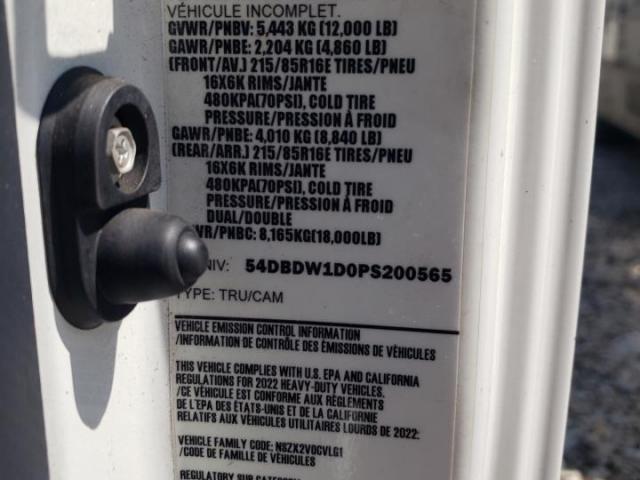 VÉHICULE INCOMPLET.
GVWR/PNBV: 5,443 KG (12,000 LB)
GAWR/PNBE: 2,204 KG (4,860 LB)
(FRONT/AV.) 215/85R16E TIRES/PNEU
16X6K RIMS/JANTE
480KPA(70PSI), COLD TIRE
PRESSURE/PRESSION À FROID
GAWR/PNBE: 4,010 KG (8,840 LB)
(REAR/ARR.) 215/85R16E TIRES/PNEU
16X6K RIMS/JANTE
480KPA(70PSI), COLD TIRE
PRESSURE/PRESSION À FROID
DUAL/DOUBLE
WR/PNBC: 8,165KG(18,000LB)
NIV: 54DBDW1D0PS200565
TYPE: TRU/CAM
VEHICLE EMISSION CONTROL INFORMATION
/INFORMATION DE CONTRÔLE DES ÉMISSIONS DE VÉHICULES
THIS VEHICLE COMPLIES WITH U.S. EPA AND CALIFORNIA
REGULATIONS FOR 2022 HEAVY-DUTY VEHICLES.
/CE VÉHICULE EST CONFORME AUX RÈGLEMENTS
DE L'EPA DES ÉTATS-UNIS ET DE LA CALIFORNIE
RELATIFS AUX VÉHICULES UTILITAIRES LOURDS DE 2022:
VEHICLE FAMILY CODE: NSZX2VOCVLG1
/CODE DE FAMILLE DE VÉHICULES
REGULATORY SUB